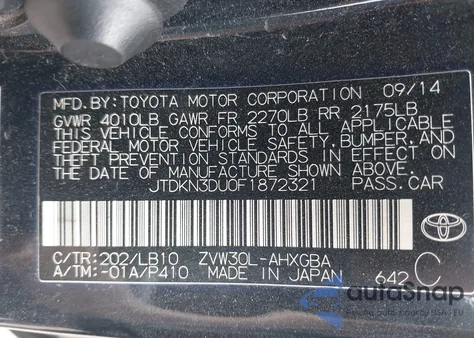 MFD. BY: TOYOTA MOTOR CORPORATION 09/14
GVWR 4010LB GAWR FR 2270LB RR 2175LB
THIS VEHICLE CONFORMS TO ALL APPLICABLE
FEDERAL MOTOR VEHICLE SAFETY, BUMPER, AND
THEFT PREVENTION STANDARDS IN EFFECT ON
THE DATE OF MANUFACTURE SHOWN ABOVE.
JTDKN3DU0F1872321 PASS. CAR
TOYOTA
C/TR: 202/LB10 ZVW30L-AHXGBA
A/TM: -01A/P410 MADE IN JAPAN 642 C
autoSnap